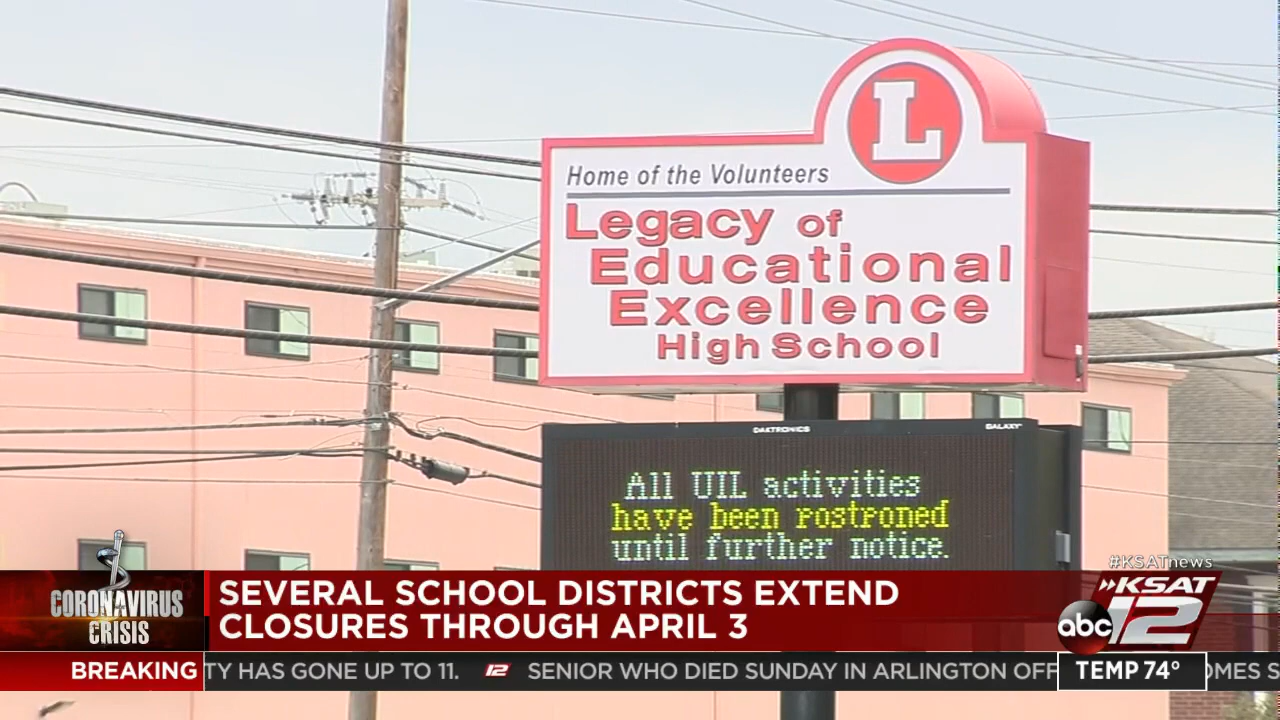 L
Home of the Volunteers
Legacy of
Educational
Excellence
High School
DAKTRONICS
GALAXY
All UIL activities
have been rostroned
until further notice.
#KSATnews
CORONAVIRUS
CRISIS
SEVERAL SCHOOL DISTRICTS EXTEND
CLOSURES THROUGH APRIL 3
KSAT
abc 12
BREAKING
TY HAS GONE UP TO 11. 12 SENIOR WHO DIED SUNDAY IN ARLINGTON OFF
TEMP 74°
OMES S